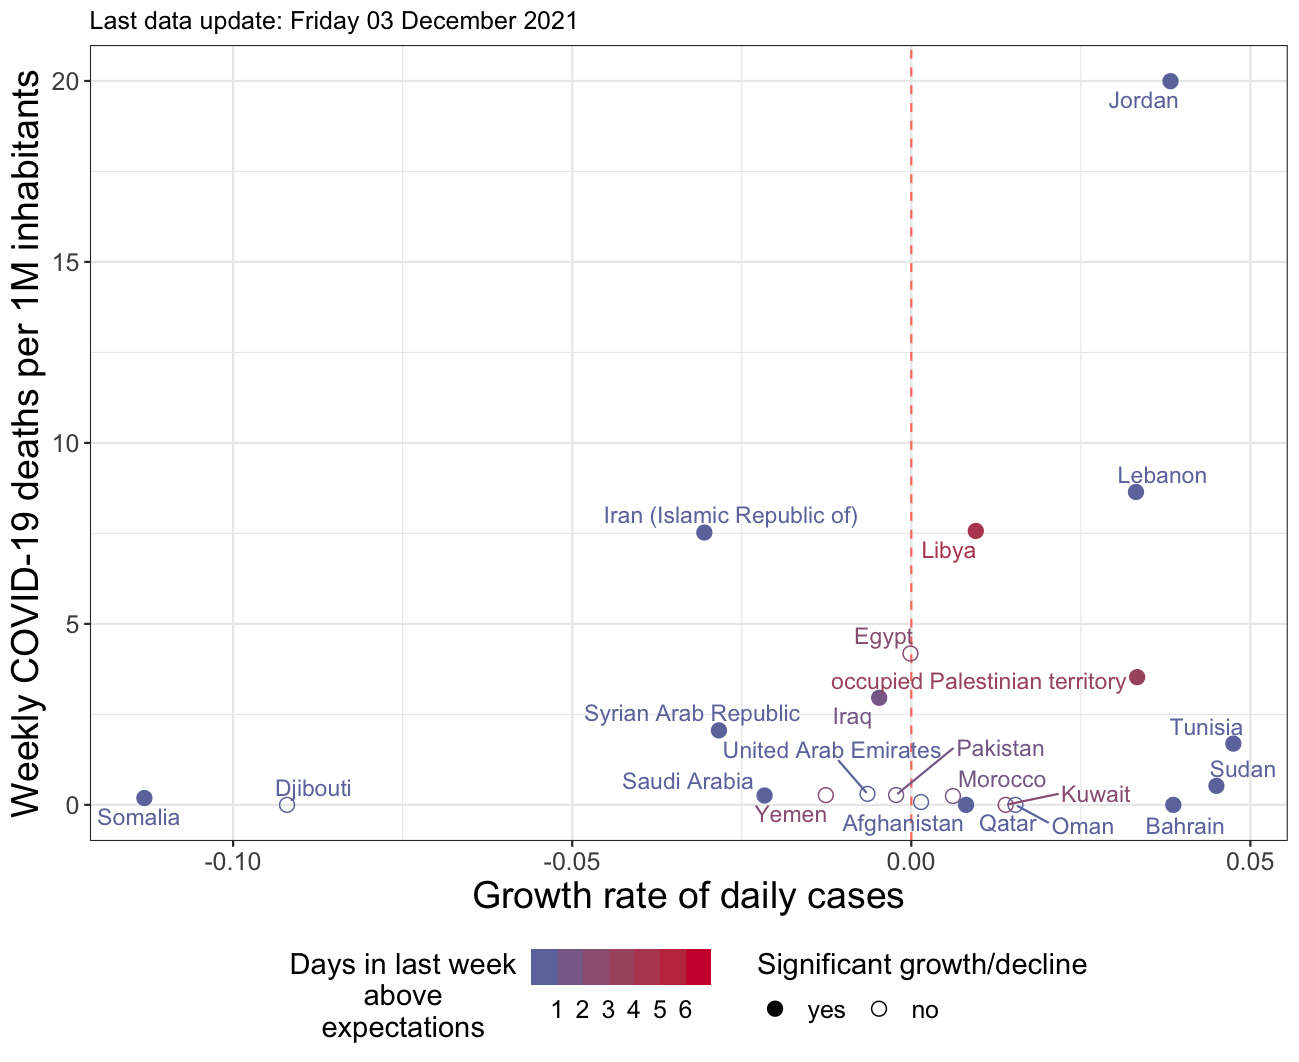 Last data update: Friday 03 December 2021
Weekly COVID-19 deaths per 1M inhabitants
20
15
10
5
0
Jordan
Lebanon
Iran (Islamic Republic of)
Libya
Egypt
occupied Palestinian territory
Iraq
Syrian Arab Republic
Tunisia
United Arab Emirates
Pakistan
Sudan
Saudi Arabia
Morocco
Djibouti
Kuwait
Somalia
Yemen
Afghanistan
Qatar
Oman
Bahrain
-0.10
-0.05
0.00
0.05
Growth rate of daily cases
Days in last week
above
expectations
1 2 3 4 5 6
Significant growth/decline
yes
no